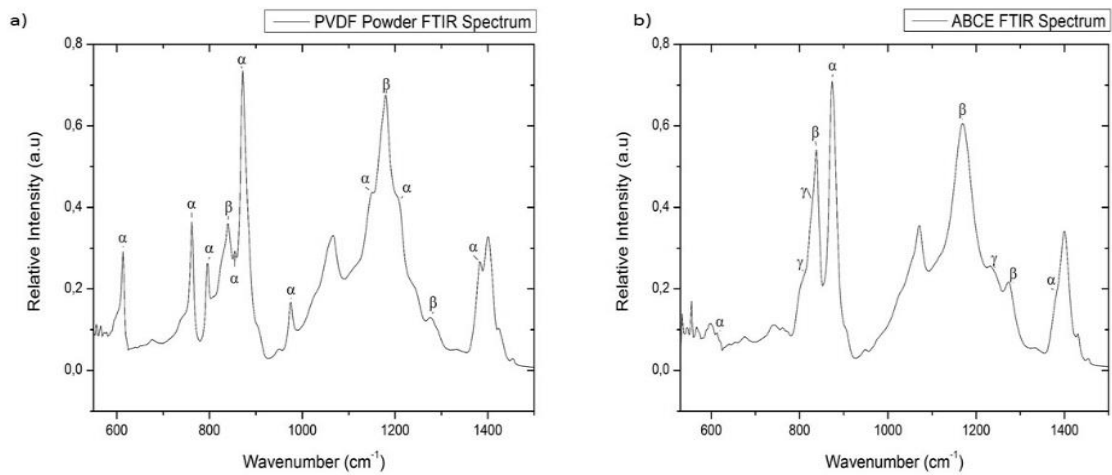 a)
PVDF Powder FTIR Spectrum
Relative Intensity (a.u)
0,8
0,6
0,4
0,2
0,0
α
α
α
β
α
α
α
α
β
α
β
α
600
800
1000
1200
1400
Wavenumber (cm⁻¹)
b)
ABCE FTIR Spectrum
Relative Intensity (a.u)
0,8
0,6
0,4
0,2
0,0
α
γ
γ
β
α
β
γ
β
α
600
800
1000
1200
1400
Wavenumber (cm⁻¹)